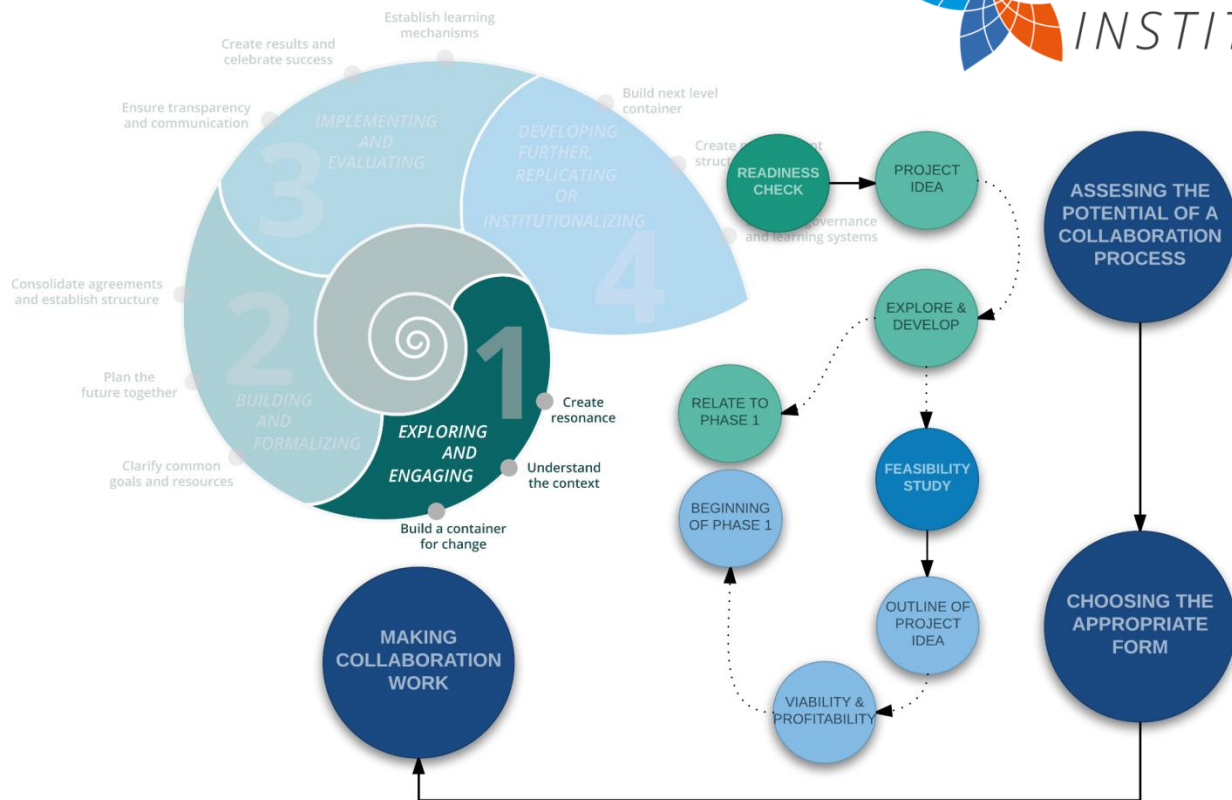 INSTIT
Establish learning
mechanisms
Create results and
celebrate success
Ensure transparency
and communication
Build next level
container
Create
struct
governance
and learning systems
Consolidate agreements
and establish structure
Plan the
future together
Clarify common
goals and resources
Create
resonance
Understand
the context
Build a container
for change
3
IMPLEMENTING
AND
EVALUATING
DEVELOPING
FURTHER,
REPLICATING
OR
INSTITUTIONALIZING
4
2
BUILDING
AND
FORMALIZING
1
EXPLORING
AND
ENGAGING
READINESS
CHECK
PROJECT
IDEA
EXPLORE &
DEVELOP
RELATE TO
PHASE 1
FEASIBILITY
STUDY
BEGINNING
OF PHASE 1
OUTLINE OF
PROJECT
IDEA
VIABILITY &
PROFITABILITY
ASSESING THE
POTENTIAL OF A
COLLABORATION
PROCESS
CHOOSING THE
APPROPRIATE
FORM
MAKING
COLLABORATION
WORK